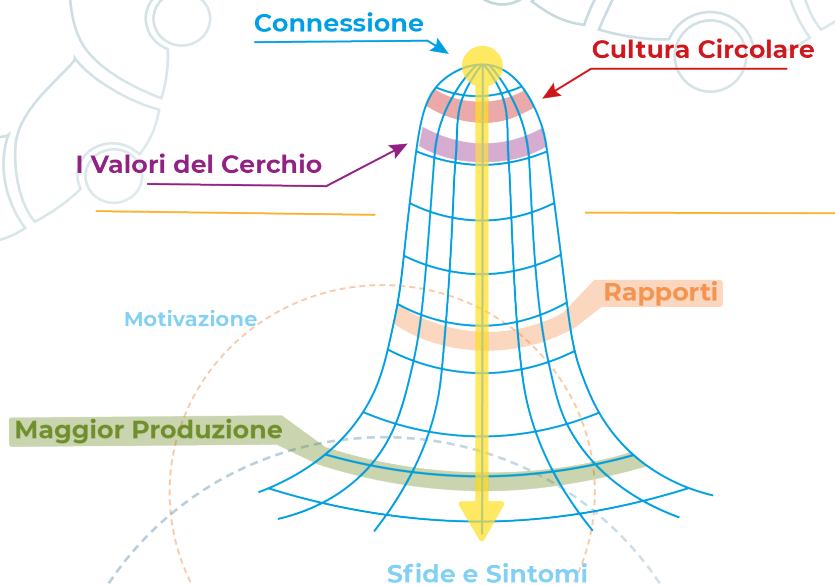 Connessione
Cultura Circolare
I Valori del Cerchio
Rapporti
Motivazione
Maggior Produzione
Sfide e Sintomi